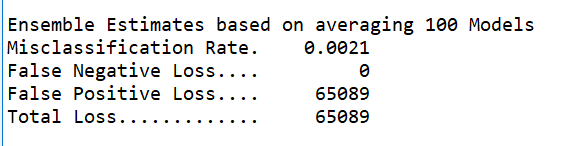 Ensemble Estimates based on averaging 100 Models
Misclassification Rate.    0.0021
False Negative Loss....         0
False Positive Loss....     65089
Total Loss.............     65089